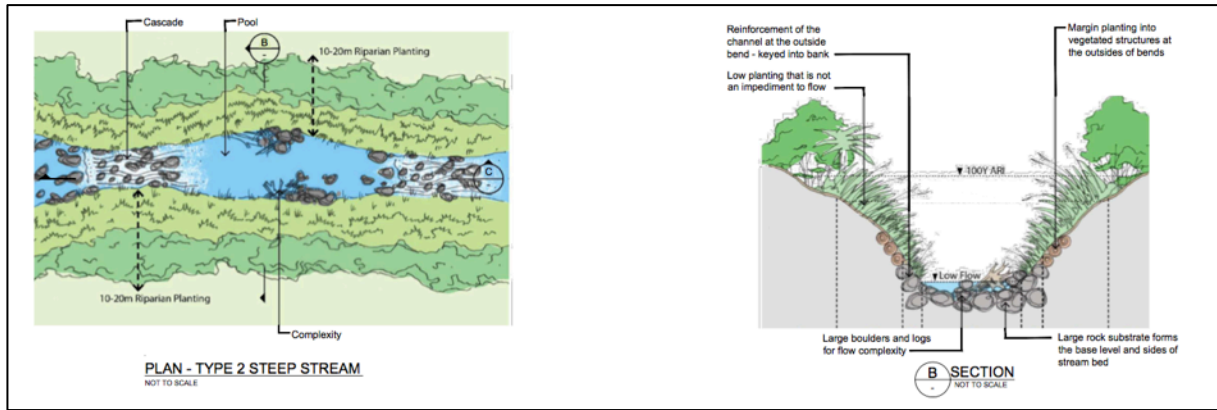 Cascade
Pool
B
-
10-20m Riparian Planting
C
-
10-20m Riparian Planting
Complexity
PLAN - TYPE 2 STEEP STREAM
NOT TO SCALE
Reinforcement of the
channel at the outside
bend - keyed into bank
Low planting that is not
an impediment to flow
Margin planting into
vegetated structures at
the outsides of bends
100Y ARI
Low Flow
Large boulders and logs
for flow complexity
Large rock substrate forms
the base level and sides of
stream bed
B
-
SECTION
NOT TO SCALE